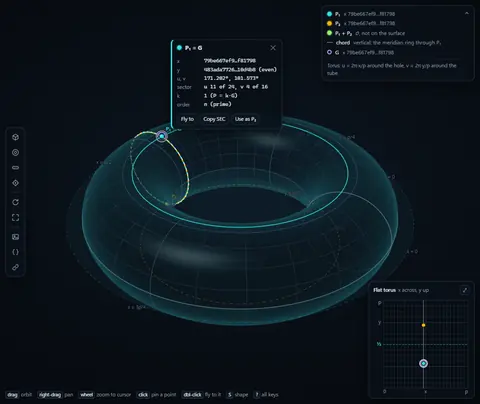 P₁ x 79be667ef9…f81798
P₂ x 79be667ef9…f81798
P₁ + P₂ 𝒪, not on the surface
chord vertical: the meridian ring through P₁
G x 79be667ef9…f81798
Torus: u = 2π·x/p around the hole, v = 2π·y/p around the tube.
P₁ = G
x 79be667ef9…f81798
y 483ada7726…10d4b8 (even)
u, v 171.202°, 101.573°
sector u 11 of 24, v 4 of 16
k 1 (P = k·G)
order n (prime)
Fly to Copy SEC Use as P₂
Flat torus x across, y up
p
y
½
0 x p
drag orbit right-drag pan wheel zoom to cursor click pin a point dbl-click fly to it S shape ? all keys